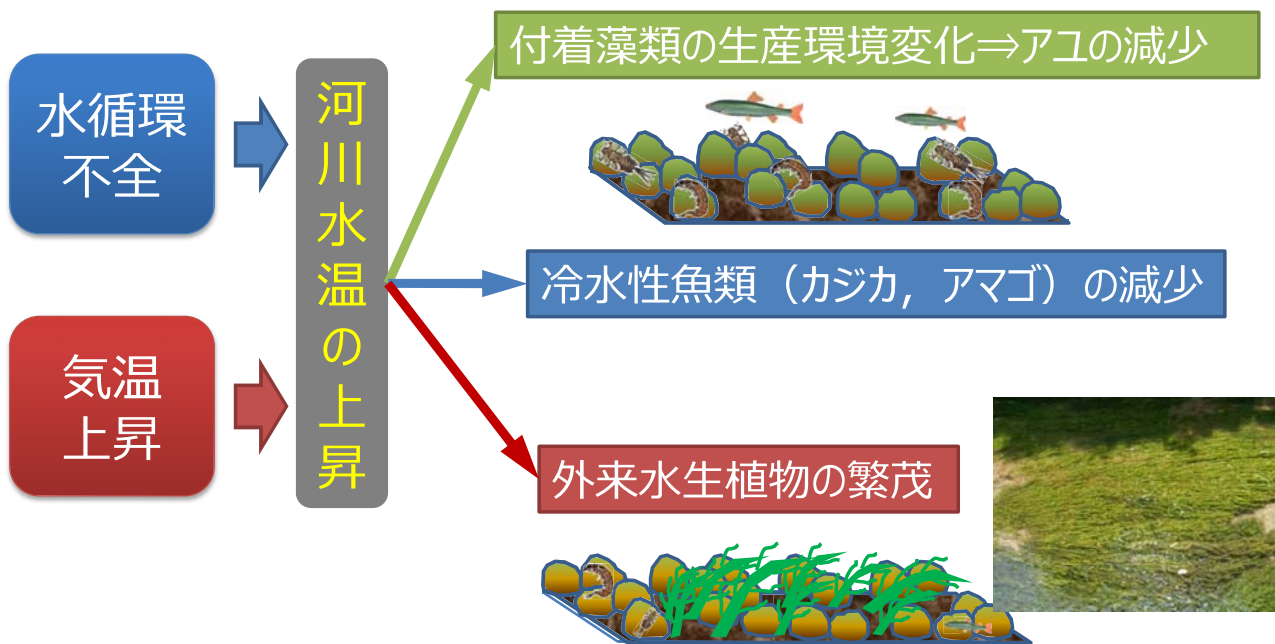 付着藻類の生産環境変化⇒アユの減少
水循環
不全
河川水温の上昇
冷水性魚類（カジカ，アマゴ）の減少
気温
上昇
外来水生植物の繁茂